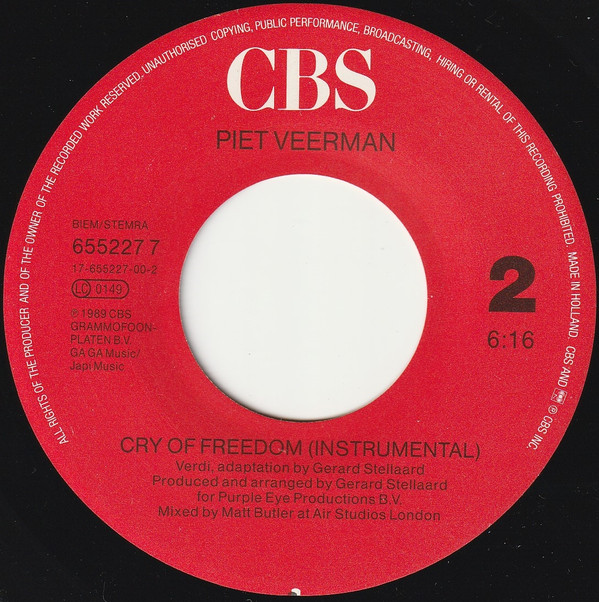 ALL RIGHTS OF THE PRODUCER AND OF THE OWNER OF THE RECORDED WORK RESERVED. UNAUTHORISED COPYING, PUBLIC PERFORMANCE, BROADCASTING, HIRING OR RENTAL OF THIS RECORDING PROHIBITED. MADE IN HOLLAND. CBS AND ℗ CBS INC.
CBS
PIET VEERMAN
BIEM/STEMRA
655227 7
17-655227-00-2
LC 0149
℗ 1989 CBS
GRAMMOFOON-
PLATEN B.V.
GA GA Music/
Japi Music
2
6:16
CRY OF FREEDOM (INSTRUMENTAL)
Verdi, adaptation by Gerard Stellaard
Produced and arranged by Gerard Stellaard
for Purple Eye Productions B.V.
Mixed by Matt Butler at Air Studios London